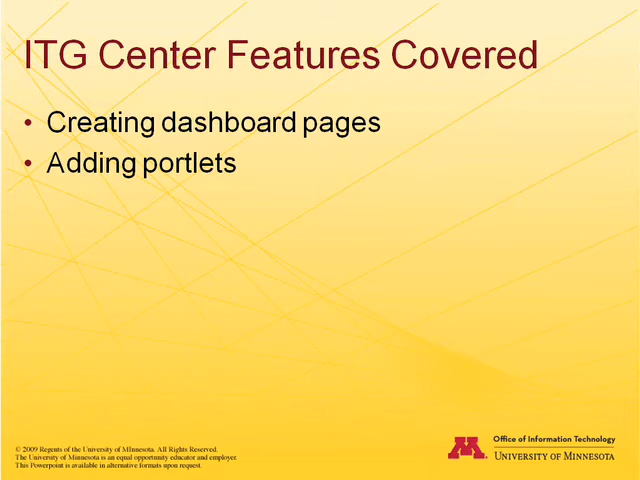 ITG Center Features Covered
• Creating dashboard pages
• Adding portlets
© 2009 Regents of the University of MInnesota. All Rights Reserved.
The University of Minnesota is an equal opportunity educator and employer.
This Powerpoint is available in alternative formats upon request.
M
Office of Information Technology
UNIVERSITY OF MINNESOTA